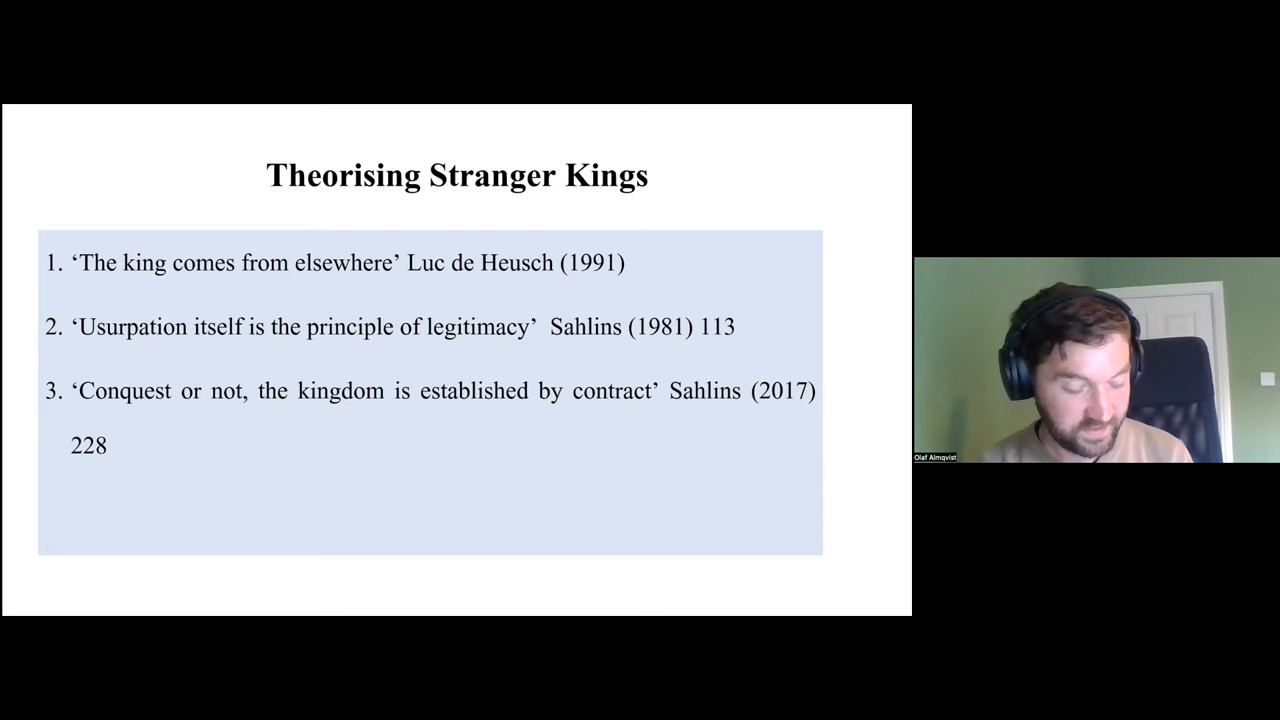 Theorising Stranger Kings
1. ‘The king comes from elsewhere’ Luc de Heusch (1991)
2. ‘Usurpation itself is the principle of legitimacy’ Sahlins (1981) 113
3. ‘Conquest or not, the kingdom is established by contract’ Sahlins (2017)
228
Olaf Almqvist